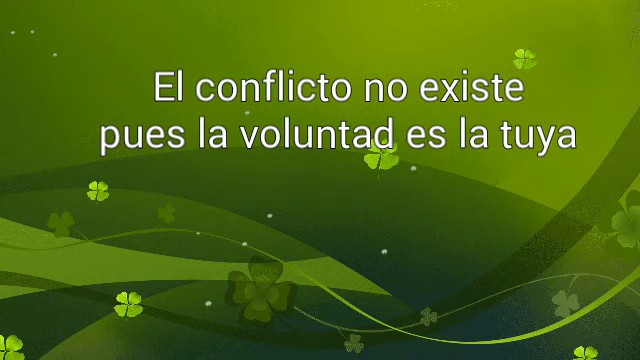 El conflicto no existe
pues la voluntad es la tuya